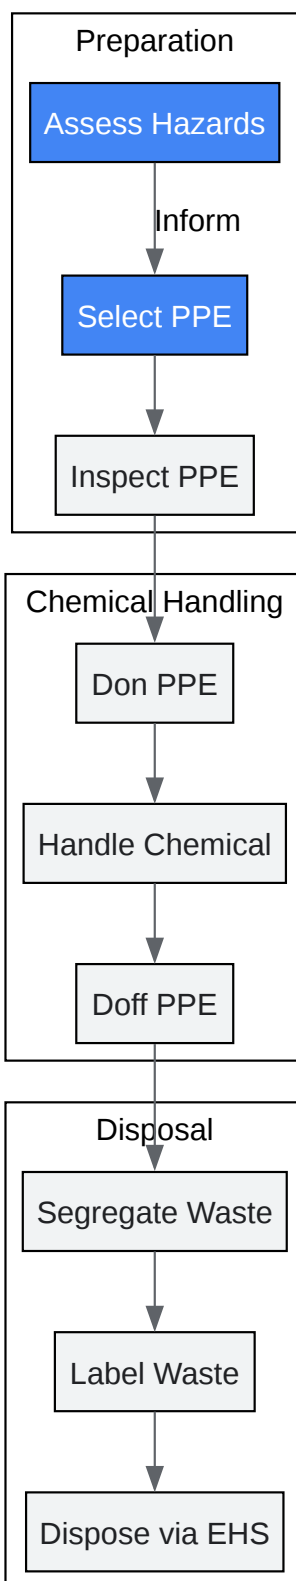 Preparation
Assess Hazards
Inform
Select PPE
Inspect PPE
Chemical Handling
Don PPE
Handle Chemical
Doff PPE
Disposal
Segregate Waste
Label Waste
Dispose via EHS